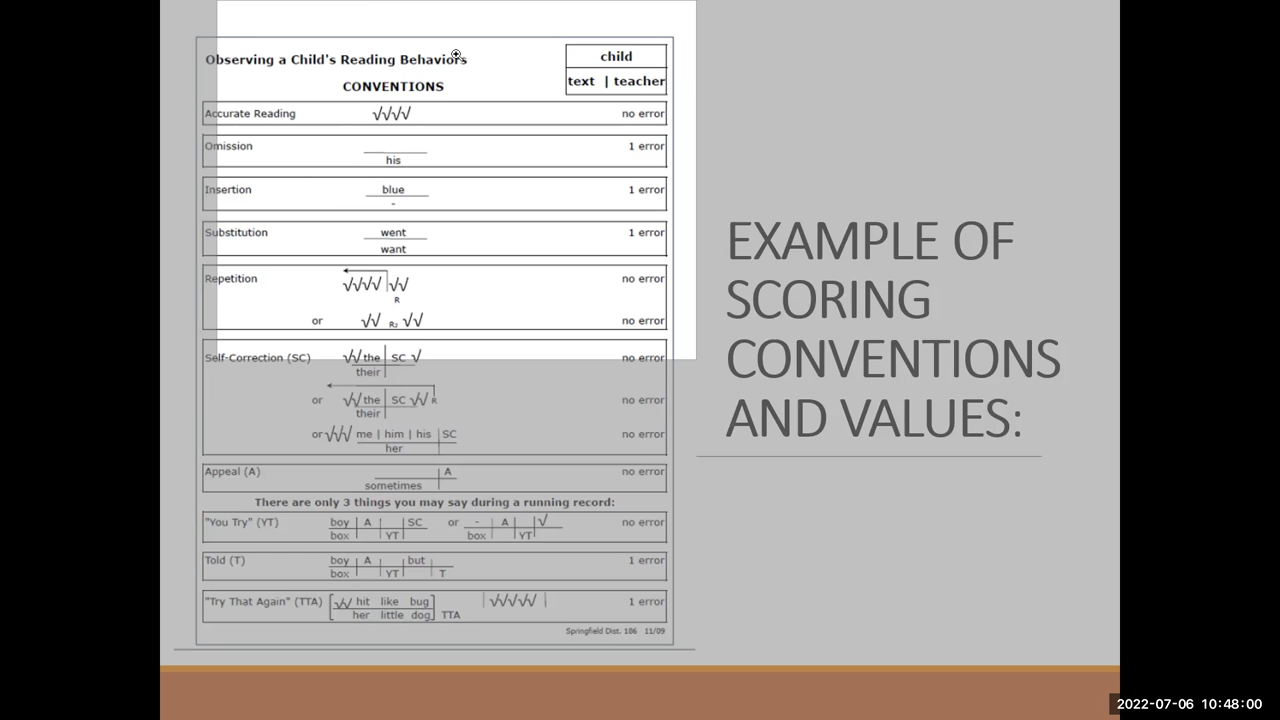 Observing a Child's Reading Behaviors
CONVENTIONS
child
text | teacher
Accurate Reading √√√√ no error
Omission 1 error
his
Insertion blue 1 error
-
Substitution went 1 error
want
Repetition √√√√ √√ no error
R
or √√ R₂ √√ no error
Self-Correction (SC) √√ the | SC √ no error
their
or √√ the | SC √√ R no error
their
or √√√ me | him | his | SC no error
her
Appeal (A) | A no error
sometimes
There are only 3 things you may say during a running record:
"You Try" (YT) boy | A | | SC or - | A | | √ no error
box | | YT | box | | YT |
Told (T) boy | A | | but | 1 error
box | | YT | | T
"Try That Again" (TTA) [√√ hit like bug] | √√√√ | 1 error
her little dog TTA
Springfield Dist. 186 11/09
EXAMPLE OF
SCORING
CONVENTIONS
AND VALUES:
2022-07-06 10:48:00